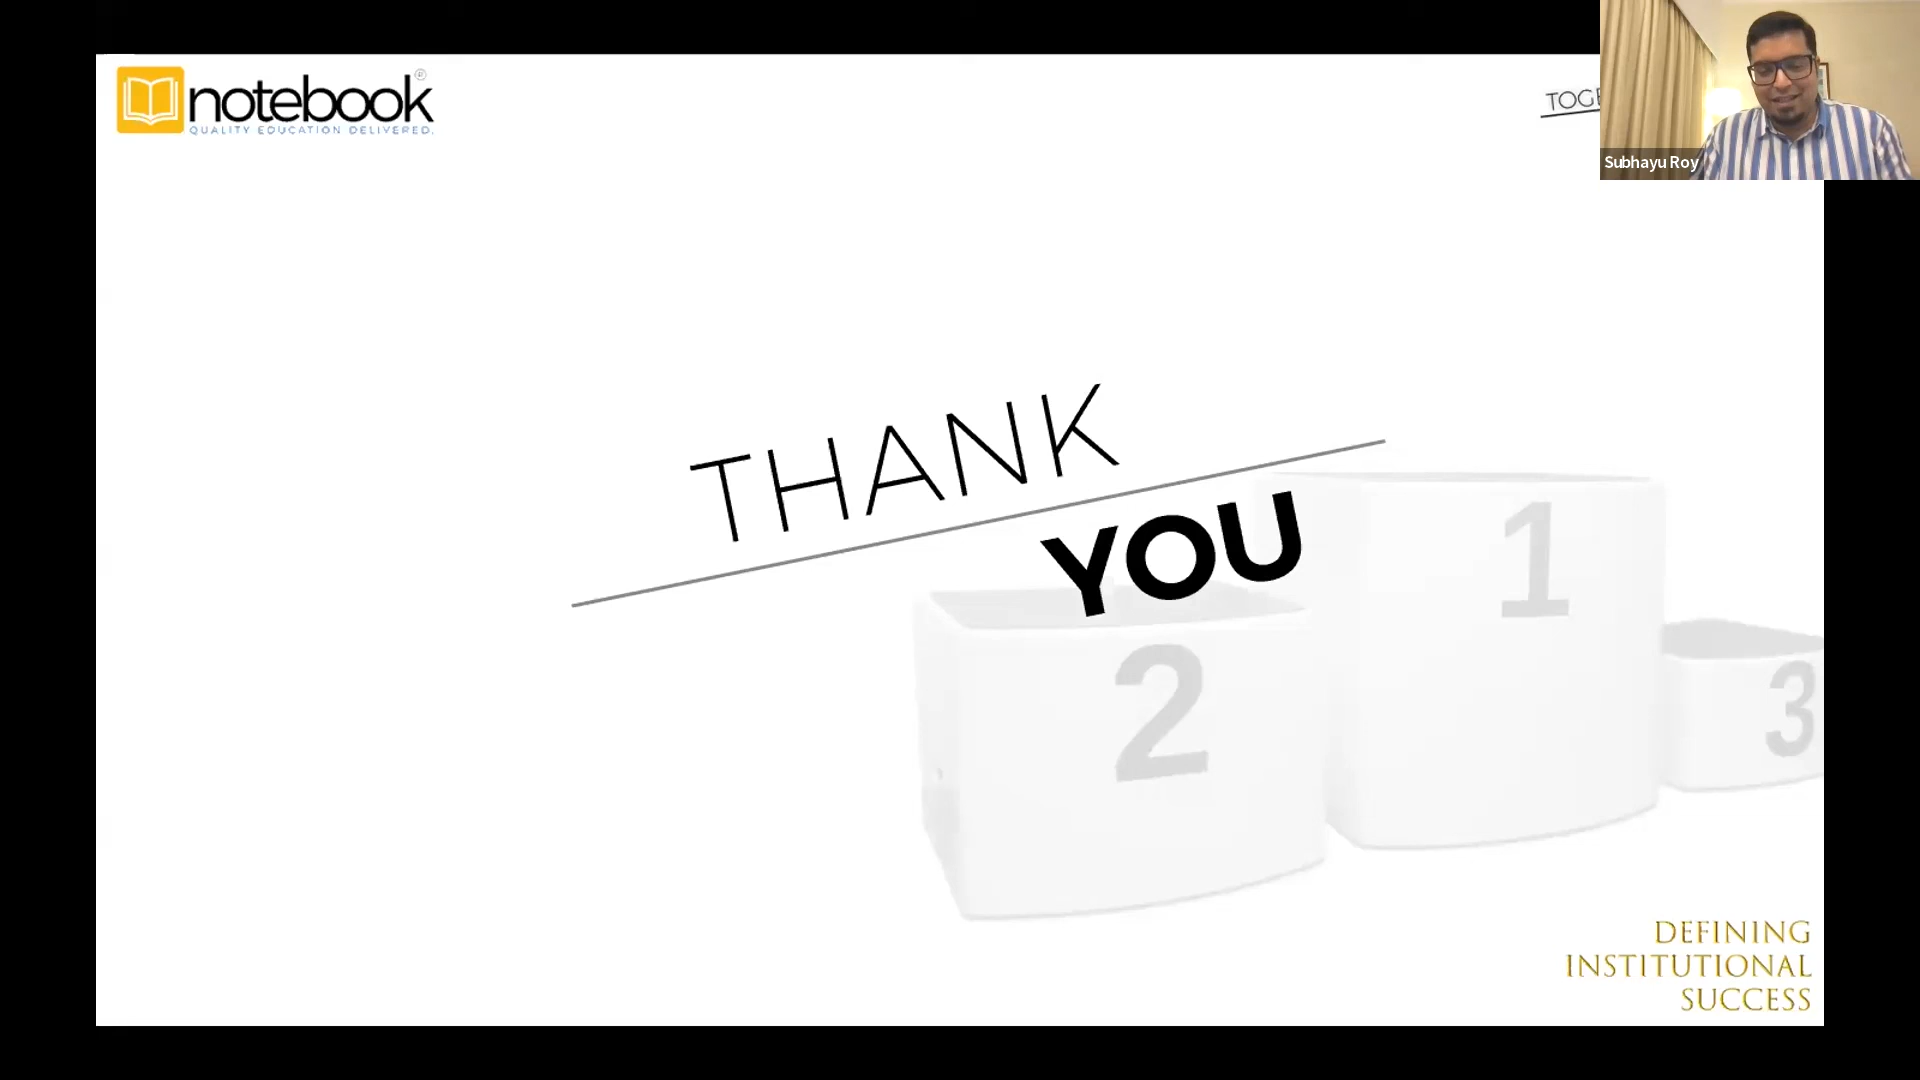 notebook®
QUALITY EDUCATION DELIVERED.
Subhayu Roy
THANK
YOU
1
2
3
DEFINING
INSTITUTIONAL
SUCCESS